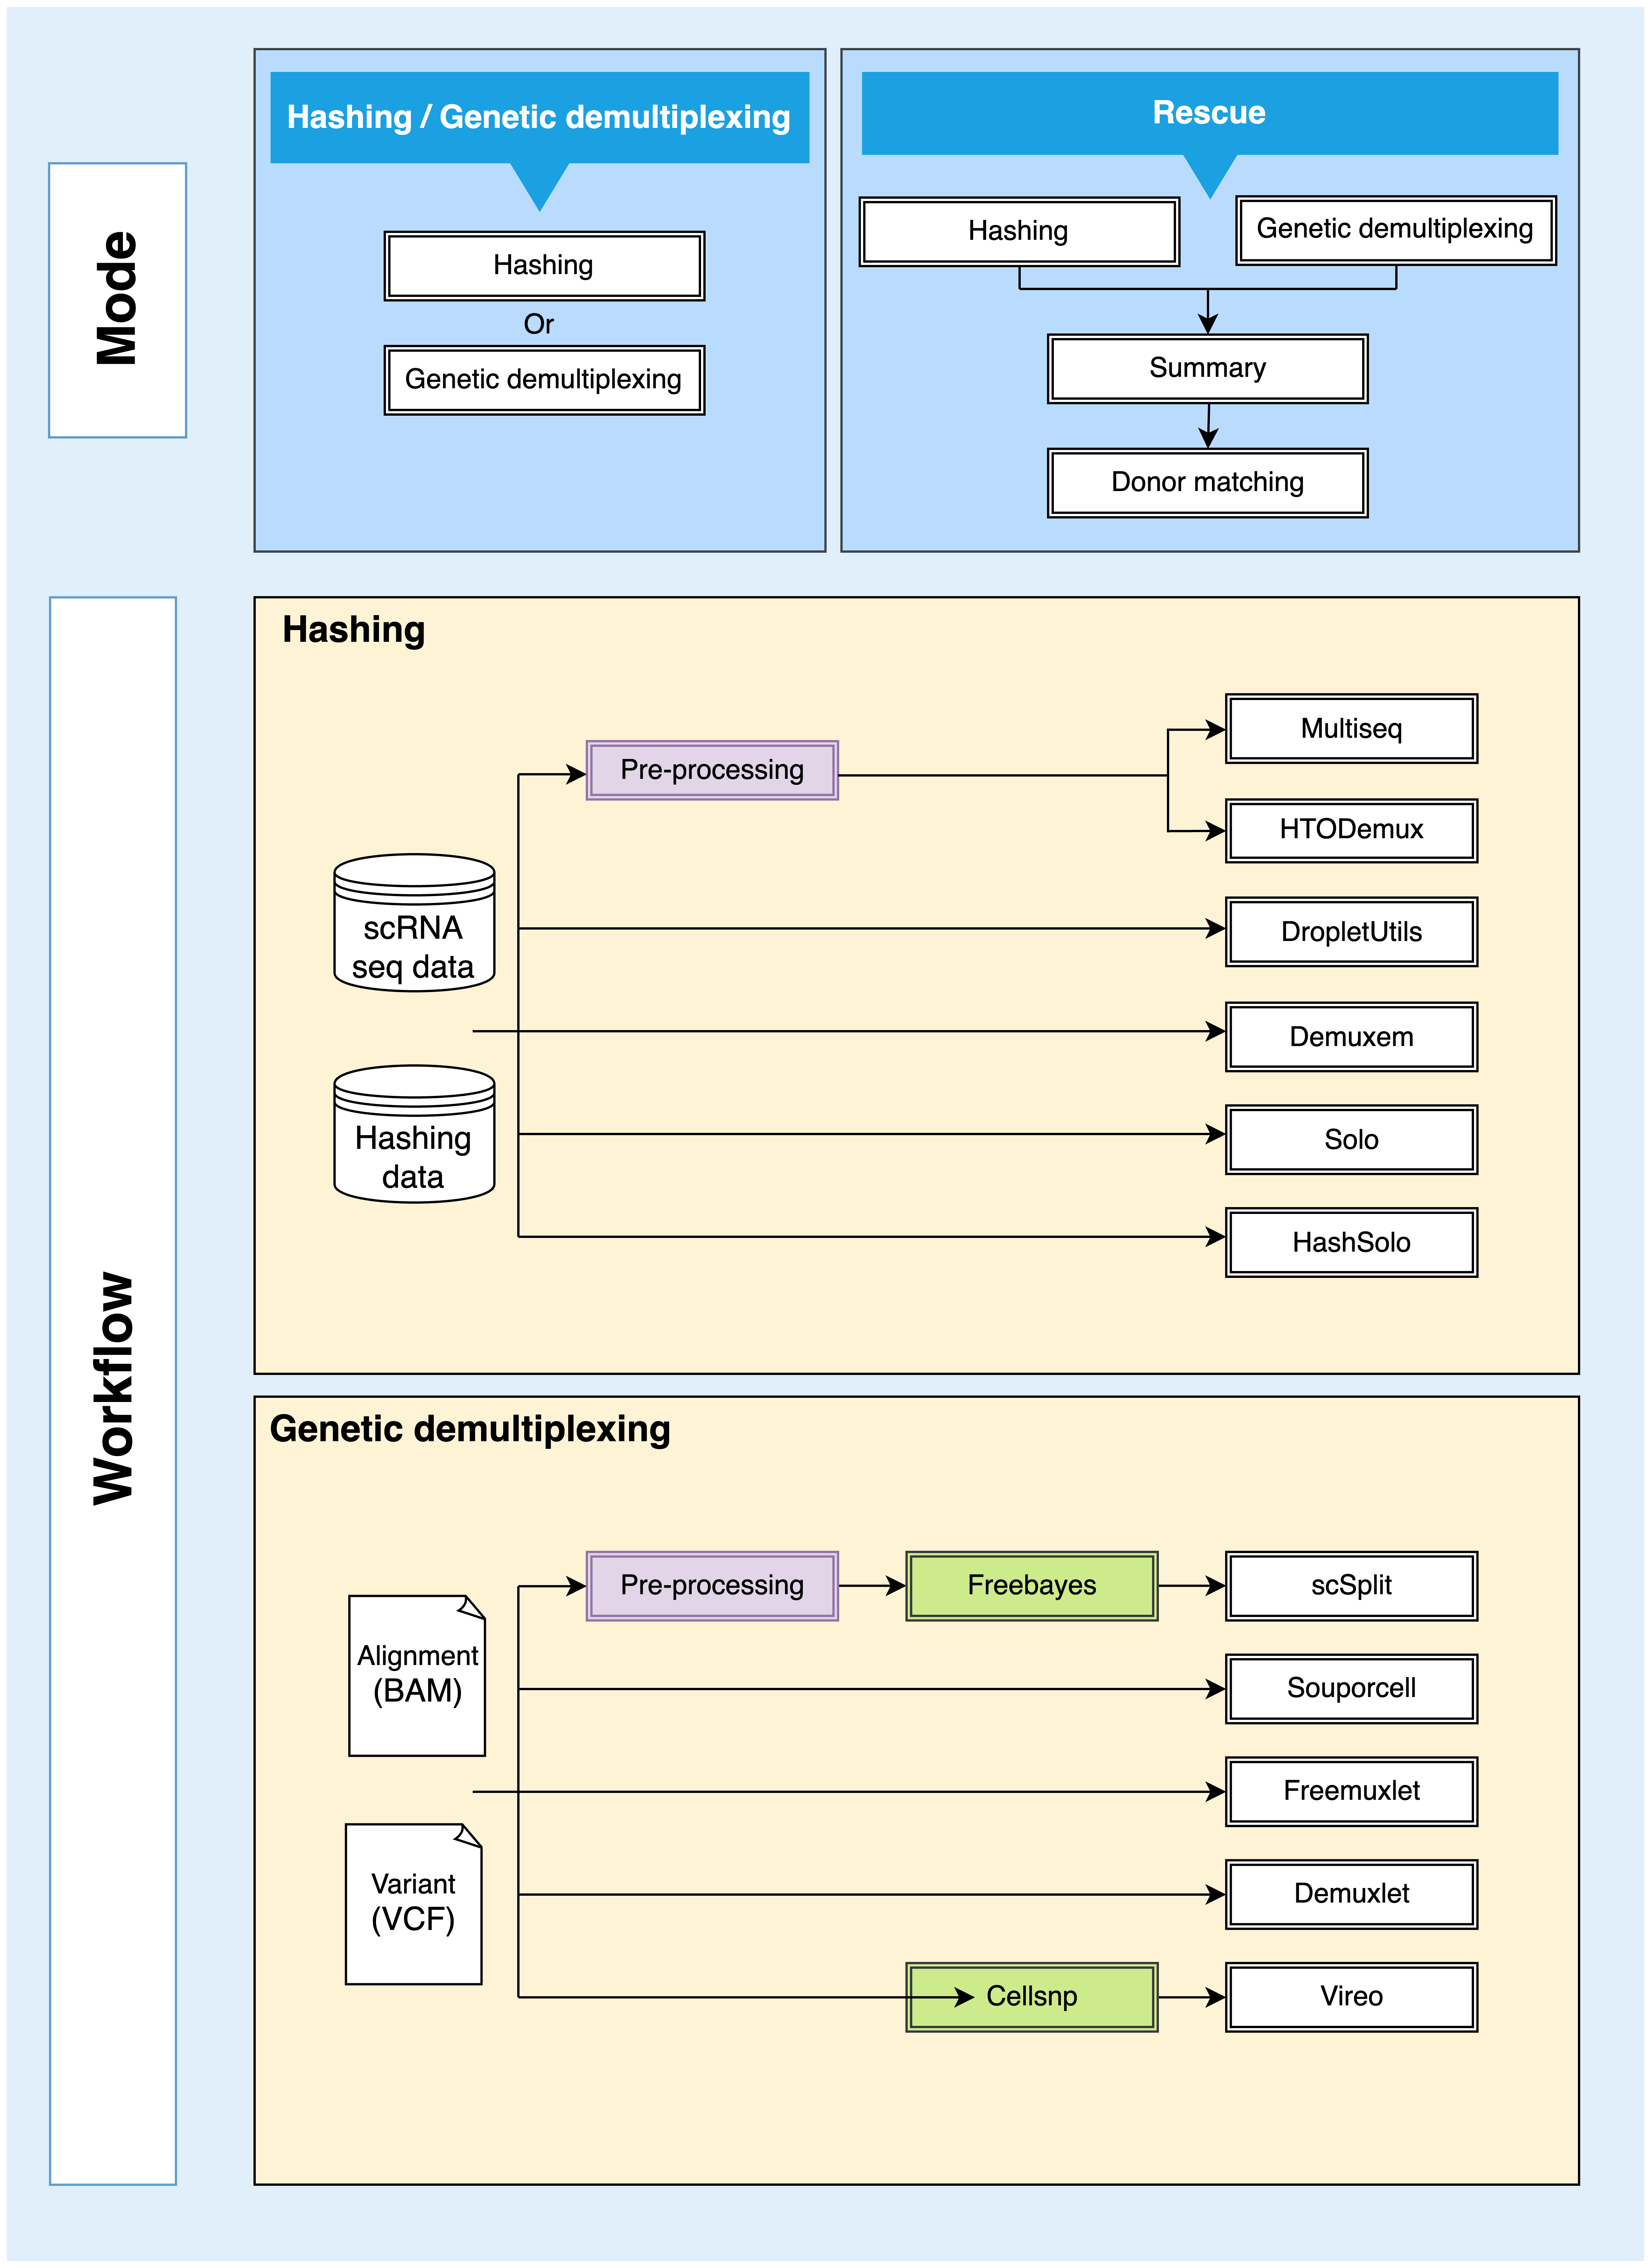 Mode
Hashing / Genetic demultiplexing
Hashing
Or
Genetic demultiplexing
Rescue
Hashing
Genetic demultiplexing
Summary
Donor matching
Workflow
Hashing
scRNA
seq data
Hashing
data
Pre-processing
Multiseq
HTODemux
DropletUtils
Demuxem
Solo
HashSolo
Genetic demultiplexing
Alignment
(BAM)
Variant
(VCF)
Pre-processing
Freebayes
scSplit
Souporcell
Freemuxlet
Demuxlet
Cellsnp
Vireo